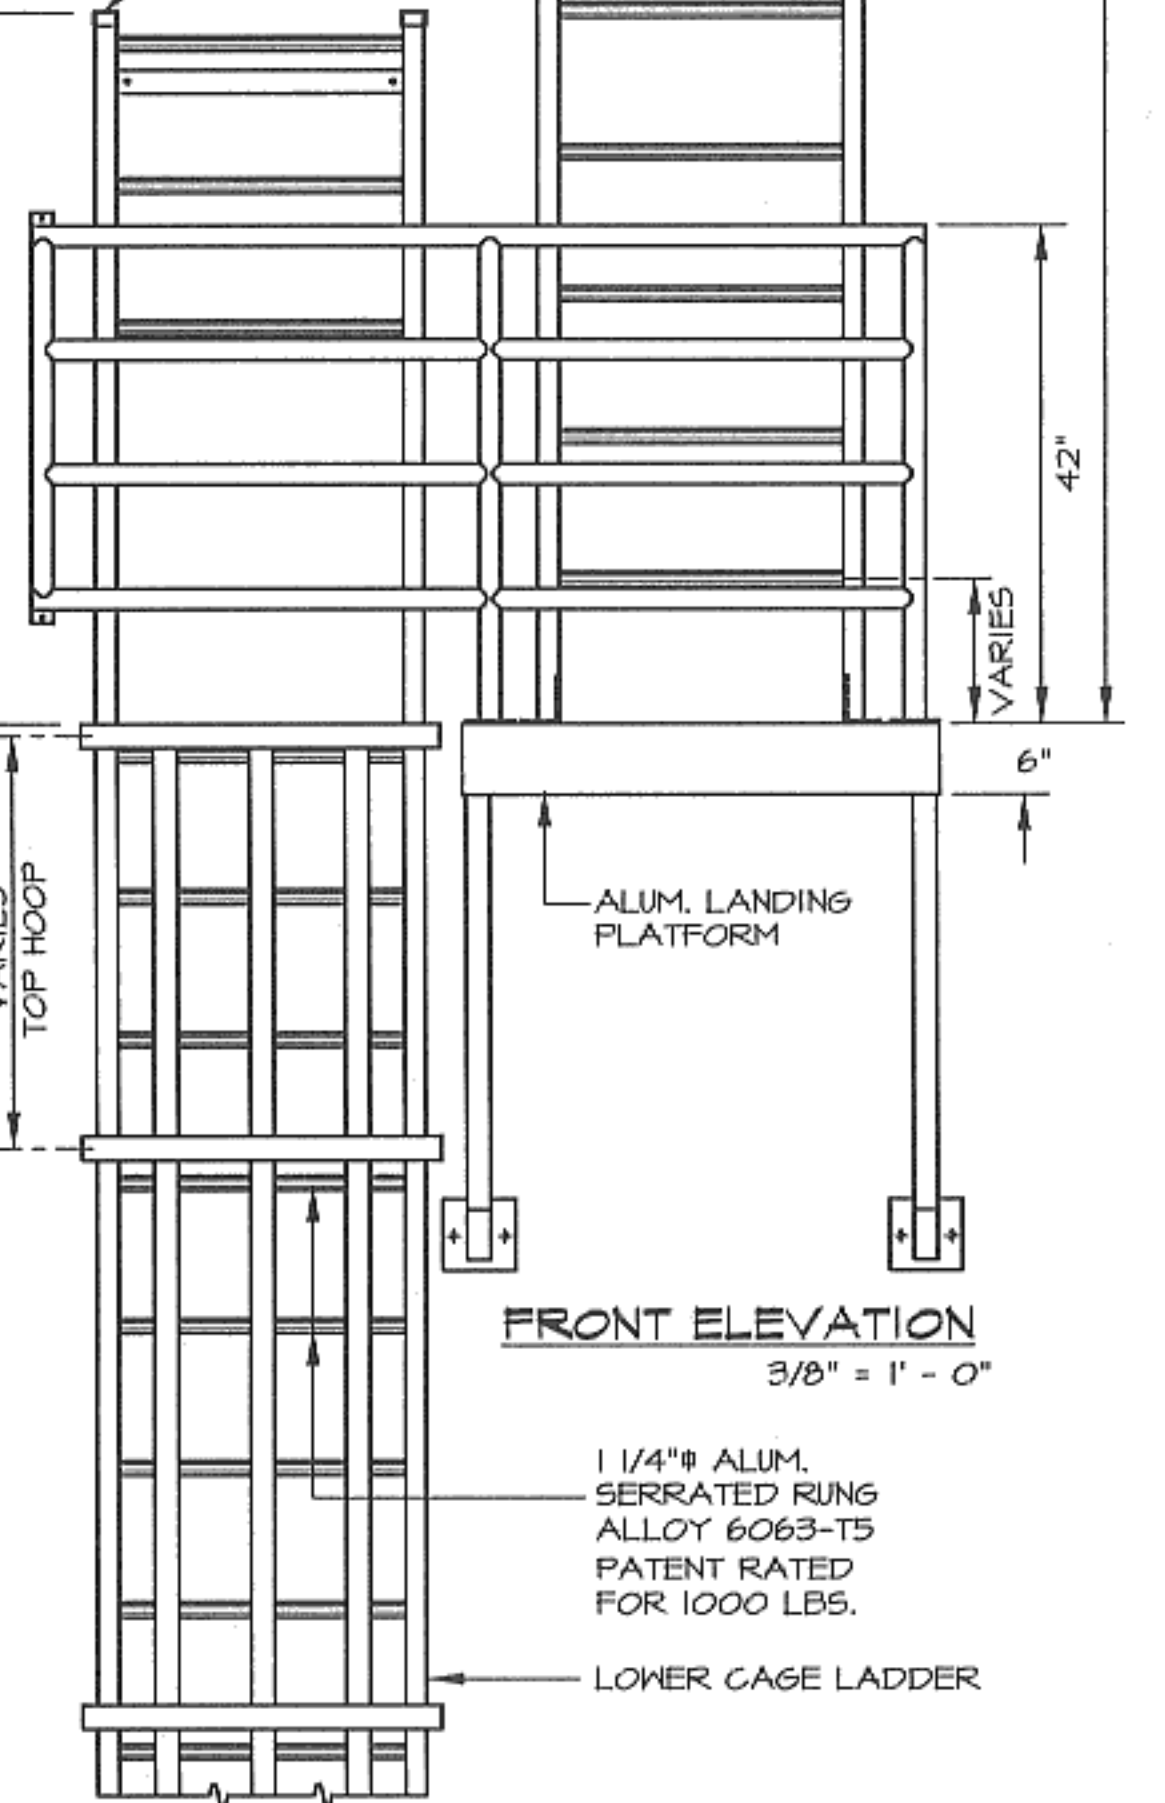 42"
VARIES
6"
ALUM. LANDING
PLATFORM
TOP HOOP
FRONT ELEVATION
3/8" = 1' - 0"
1 1/4"⌽ ALUM.
SERRATED RUNG
ALLOY 6063-T5
PATENT RATED
FOR 1000 LBS.
LOWER CAGE LADDER